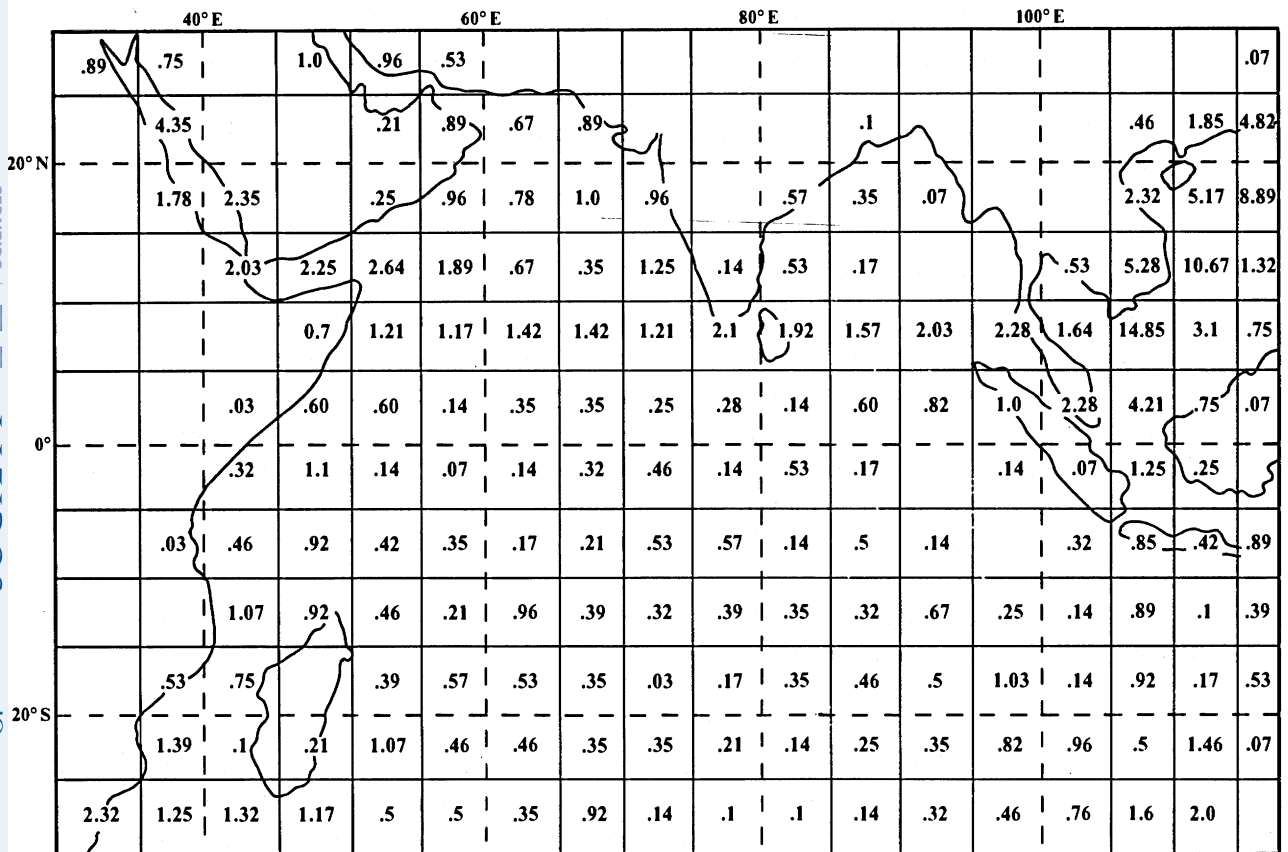 40° E 60° E 80° E 100° E
.89 .75 1.0 .96 .53 .07
4.35 .21 .89 .67 .89 .1 .46 1.85 4.82
20° N
1.78 2.35 .25 .96 .78 1.0 .96 .57 .35 .07 2.32 5.17 8.89
2.03 2.25 2.64 1.89 .67 .35 1.25 .14 .53 .17 .53 5.28 10.67 1.32
0.7 1.21 1.17 1.42 1.42 1.21 2.1 1.92 1.57 2.03 2.28 1.64 14.85 3.1 .75
.03 .60 .60 .14 .35 .35 .25 .28 .14 .60 .82 1.0 2.28 4.21 .75 .07
0°
.32 1.1 .14 .07 .14 .32 .46 .14 .53 .17 .14 .07 1.25 .25
.03 .46 .92 .42 .35 .17 .21 .53 .57 .14 .5 .14 .32 .85 .42 .89
1.07 .92 .46 .21 .96 .39 .32 .39 .35 .32 .67 .25 .14 .89 .1 .39
.53 .75 .39 .57 .53 .35 .03 .17 .35 .46 .5 1.03 .14 .92 .17 .53
20° S
1.39 .1 .21 1.07 .46 .46 .35 .35 .21 .14 .25 .35 .82 .96 .5 1.46 .07
2.32 1.25 1.32 1.17 .5 .5 .35 .92 .14 .1 .1 .14 .32 .46 .76 1.6 2.0